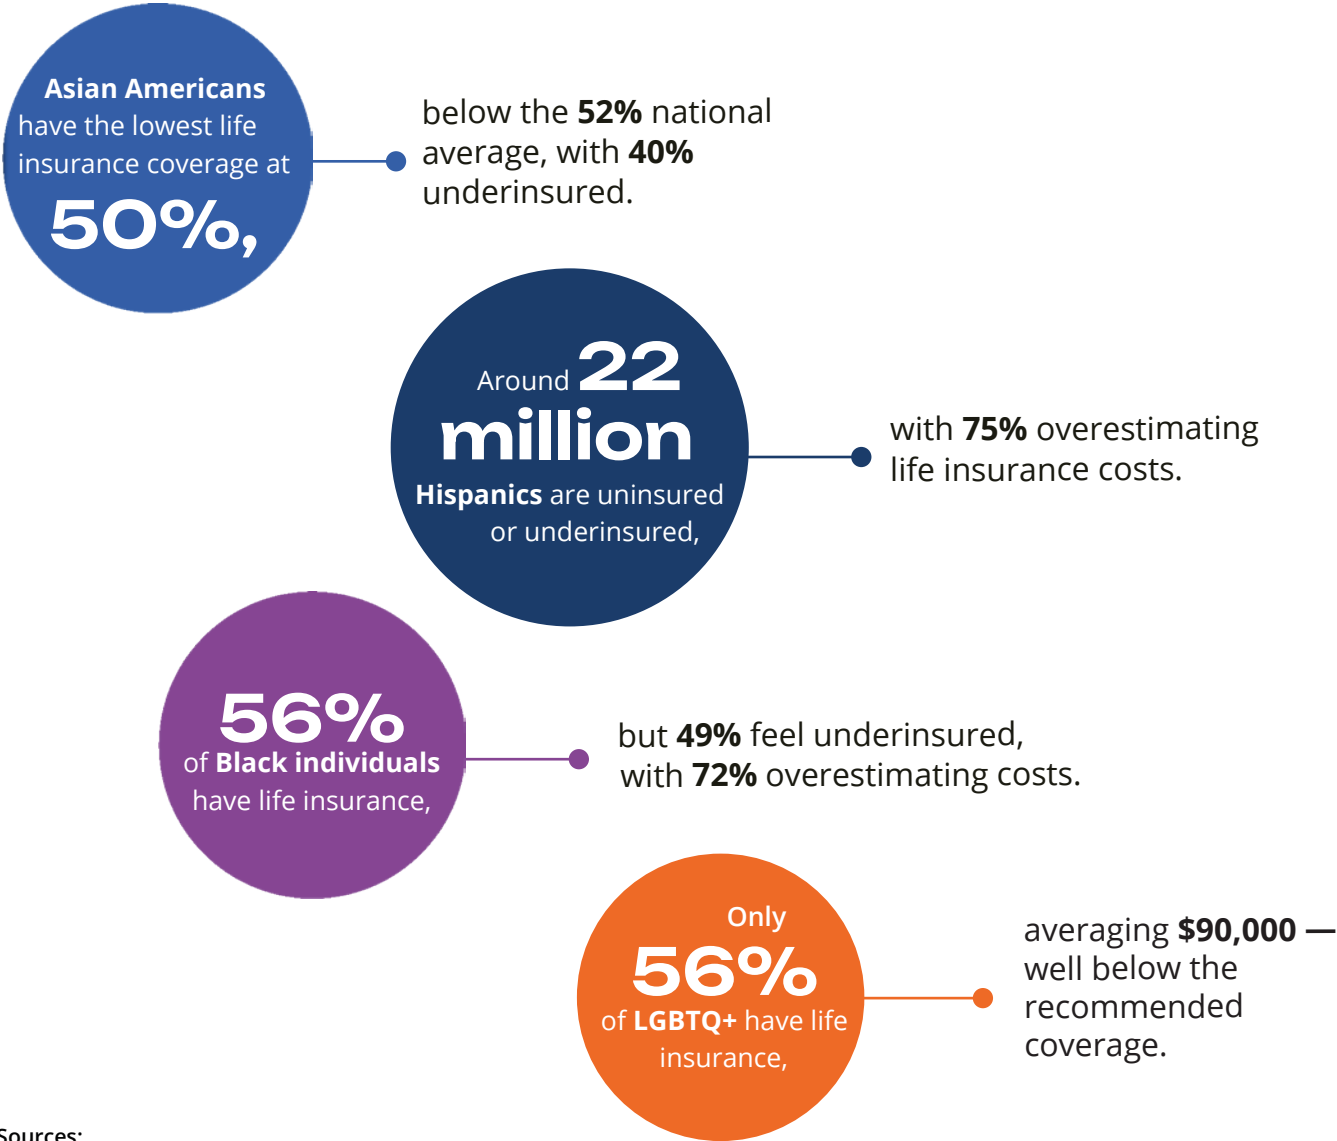 Asian Americans
have the lowest life
insurance coverage at
50%,
below the 52% national
average, with 40%
underinsured.
Around 22
million
Hispanics are uninsured
or underinsured,
with 75% overestimating
life insurance costs.
56%
of Black individuals
have life insurance,
but 49% feel underinsured,
with 72% overestimating costs.
Only
56%
of LGBTQ+ have life
insurance,
averaging $90,000 —
well below the
recommended
coverage.
Sources: